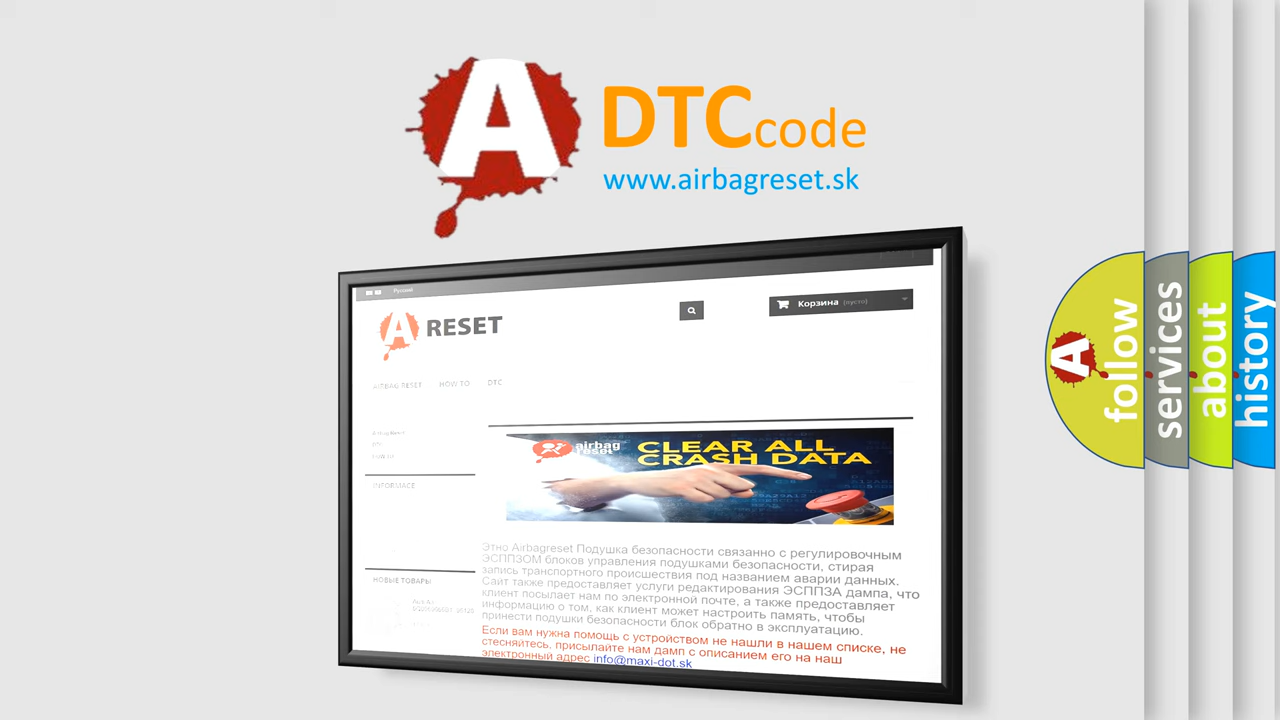 A DTCcode
www.airbagreset.sk
Русский
A RESET
Корзина (пусто)
AIRBAG RESET HOW TO DTC
INFORMACE
airbag
reset
CLEAR ALL
CRASH DATA
Этно Airbagreset Подушка безопасности связанно с регулировочным
ЭСППЗОМ блоков управления подушками безопасности, стирая
запись транспортного происшествия под названием аварии данных.
Сайт также предоставляет услуги редактирования ЭСППЗА дампа, что
клиент посылает нам по электронной почте, а также предоставляет
информацию о том, как клиент может настроить память, чтобы
принести подушки безопасности блок обратно в эксплуатацию.
Если вам нужна помощь с устройством не нашли в нашем списке, не
стесняйтесь, присылайте нам дамп с описанием его на наш
электронный адрес info@maxi-dot.sk
НОВЫЕ ТОВАРЫ
A follow
services
about
history